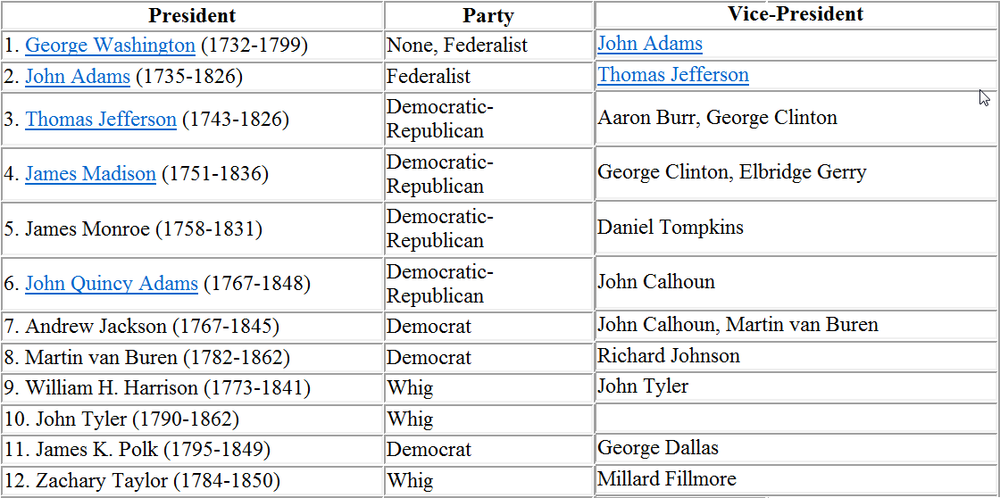 President Party Vice-President
1. George Washington (1732-1799) None, Federalist John Adams
2. John Adams (1735-1826) Federalist Thomas Jefferson
3. Thomas Jefferson (1743-1826) Democratic-
Republican Aaron Burr, George Clinton
4. James Madison (1751-1836) Democratic-
Republican George Clinton, Elbridge Gerry
5. James Monroe (1758-1831) Democratic-
Republican Daniel Tompkins
6. John Quincy Adams (1767-1848) Democratic-
Republican John Calhoun
7. Andrew Jackson (1767-1845) Democrat John Calhoun, Martin van Buren
8. Martin van Buren (1782-1862) Democrat Richard Johnson
9. William H. Harrison (1773-1841) Whig John Tyler
10. John Tyler (1790-1862) Whig
11. James K. Polk (1795-1849) Democrat George Dallas
12. Zachary Taylor (1784-1850) Whig Millard Fillmore